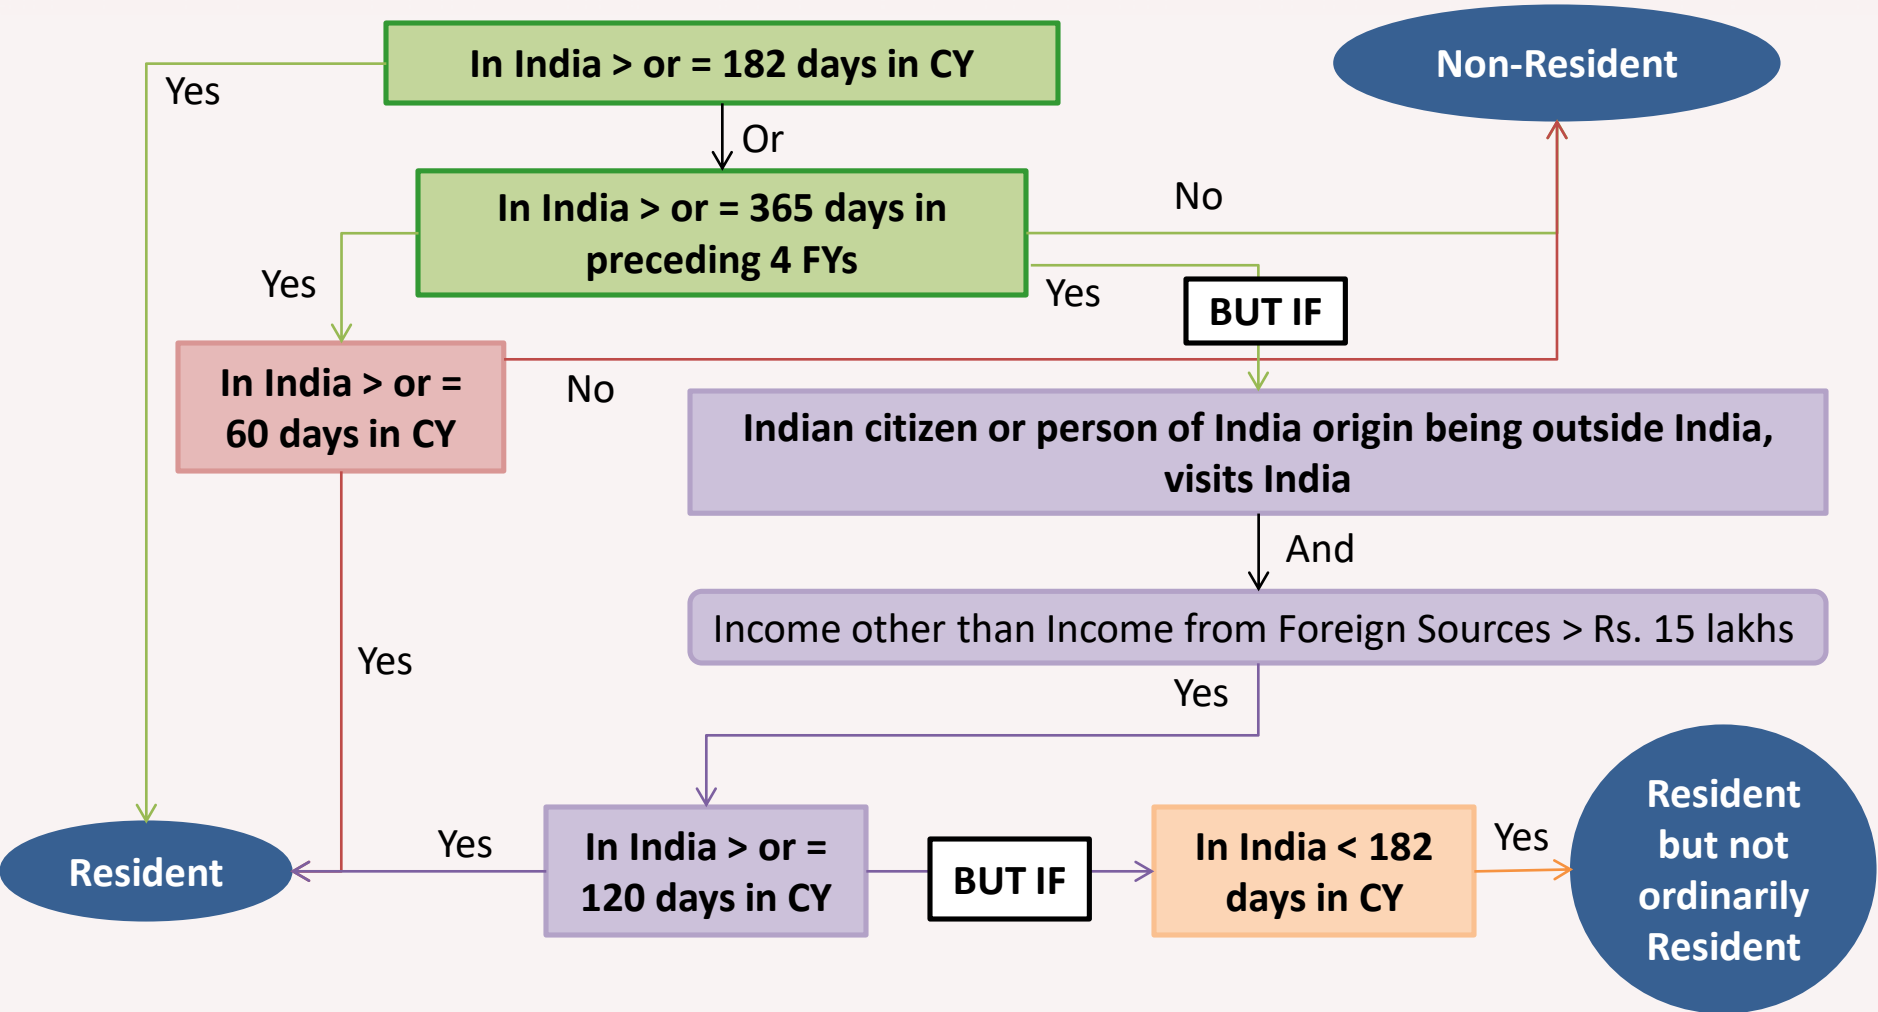 In India > or = 182 days in CY
Non-Resident
Yes
Or
In India > or = 365 days in
preceding 4 FYs
No
Yes
Yes
BUT IF
In India > or =
60 days in CY
No
Indian citizen or person of India origin being outside India,
visits India
And
Income other than Income from Foreign Sources > Rs. 15 lakhs
Yes
Yes
Resident
Yes
In India > or =
120 days in CY
BUT IF
In India < 182
days in CY
Yes
Resident
but not
ordinarily
Resident